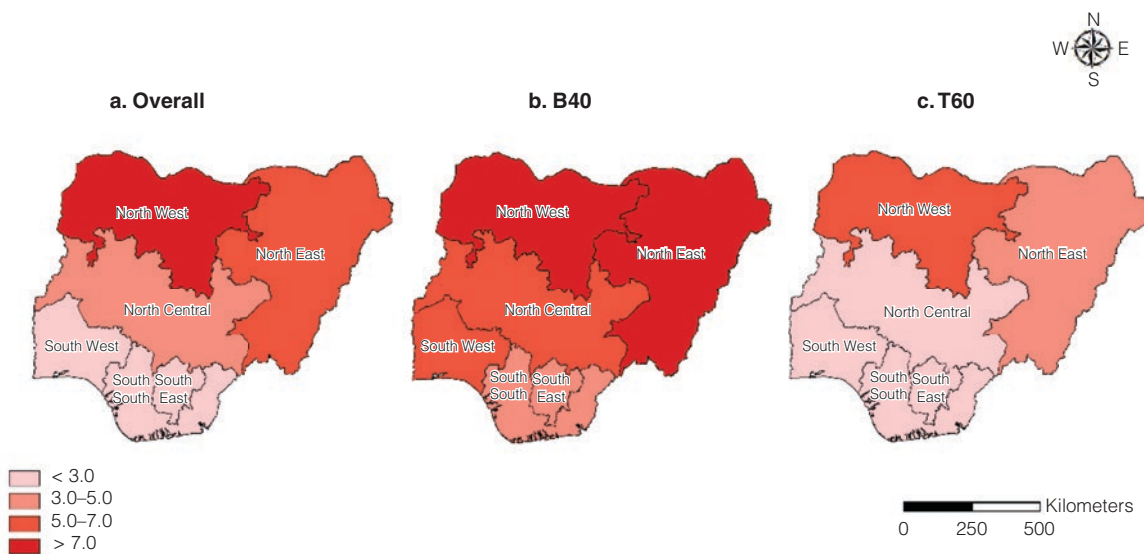 N
W E
S
a. Overall
b. B40
c. T60
North West
North East
North Central
South West
South
South
South
East
North West
North East
North Central
South West
South
South
South
East
North West
North East
North Central
South West
South
South
South
East
< 3.0
3.0–5.0
5.0–7.0
> 7.0
Kilometers
0 250 500